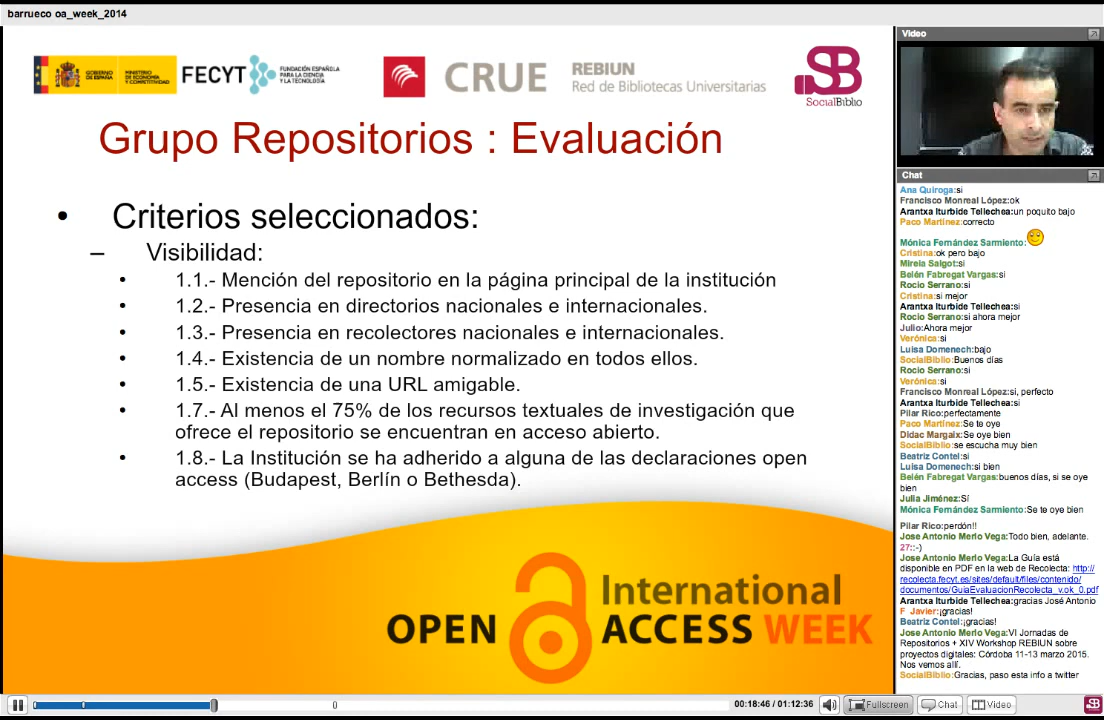 barrueco oa_week_2014
GOBIERNO
DE ESPAÑA
MINISTERIO
DE ECONOMÍA
Y COMPETITIVIDAD
FECYT
FUNDACIÓN ESPAÑOLA
PARA LA CIENCIA
Y LA TECNOLOGÍA
CRUE
REBIUN
Red de Bibliotecas Universitarias
SB
SocialBiblio
Grupo Repositorios : Evaluación
• Criterios seleccionados:
– Visibilidad:
• 1.1.- Mención del repositorio en la página principal de la institución
• 1.2.- Presencia en directorios nacionales e internacionales.
• 1.3.- Presencia en recolectores nacionales e internacionales.
• 1.4.- Existencia de un nombre normalizado en todos ellos.
• 1.5.- Existencia de una URL amigable.
• 1.7.- Al menos el 75% de los recursos textuales de investigación que
ofrece el repositorio se encuentran en acceso abierto.
• 1.8.- La Institución se ha adherido a alguna de las declaraciones open
access (Budapest, Berlín o Bethesda).
International
OPEN ACCESS WEEK
Video
Chat
Ana Quiroga:si
Francisco Monreal López:ok
Arantxa Iturbide Tellechea:un poquito bajo
Paco Martínez:correcto
Mónica Fernández Sarmiento:
Cristina:ok pero bajo
Mireia Salgot:si
Belén Fabregat Vargas:si
Rocio Serrano:si
Cristina:si mejor
Arantxa Iturbide Tellechea:si
Rocio Serrano:si ahora mejor
Julio:Ahora mejor
Verónica:si
Luisa Domenech:bajo
SocialBiblio:Buenos días
Rocio Serrano:si
Verónica:si
Francisco Monreal López:si, perfecto
Arantxa Iturbide Tellechea:si
Pilar Rico:perfectamente
Paco Martínez:Se te oye
Dídac Margaix:Se oye bien
SocialBiblio:se escucha muy bien
Beatriz Contel:si
Luisa Domenech:si bien
Belén Fabregat Vargas:buenos días, si se oye
bien
Julia Jiménez:Sí
Mónica Fernández Sarmiento:Se te oye bien
Pilar Rico:perdón!!
Jose Antonio Merlo Vega:Todo bien, adelante.
27::-)
Jose Antonio Merlo Vega:La Guía está
disponible en PDF en la web de Recolecta: http://
recolecta.fecyt.es/sites/default/files/contenido/
documentos/GuiaEvaluacionRecolecta_v.ok_0.pdf
Arantxa Iturbide Tellechea:gracias José Antonio
F Javier:¡gracias!
Beatriz Contel:¡gracias!
Jose Antonio Merlo Vega:VI Jornadas de
Repositorios + XIV Workshop REBIUN sobre
proyectos digitales: Córdoba 11-13 marzo 2015.
Nos vemos allí.
SocialBiblio:Gracias, paso esta info a twitter
0
00:18:46 / 01:12:36
Fullscreen
Chat
Video
SB